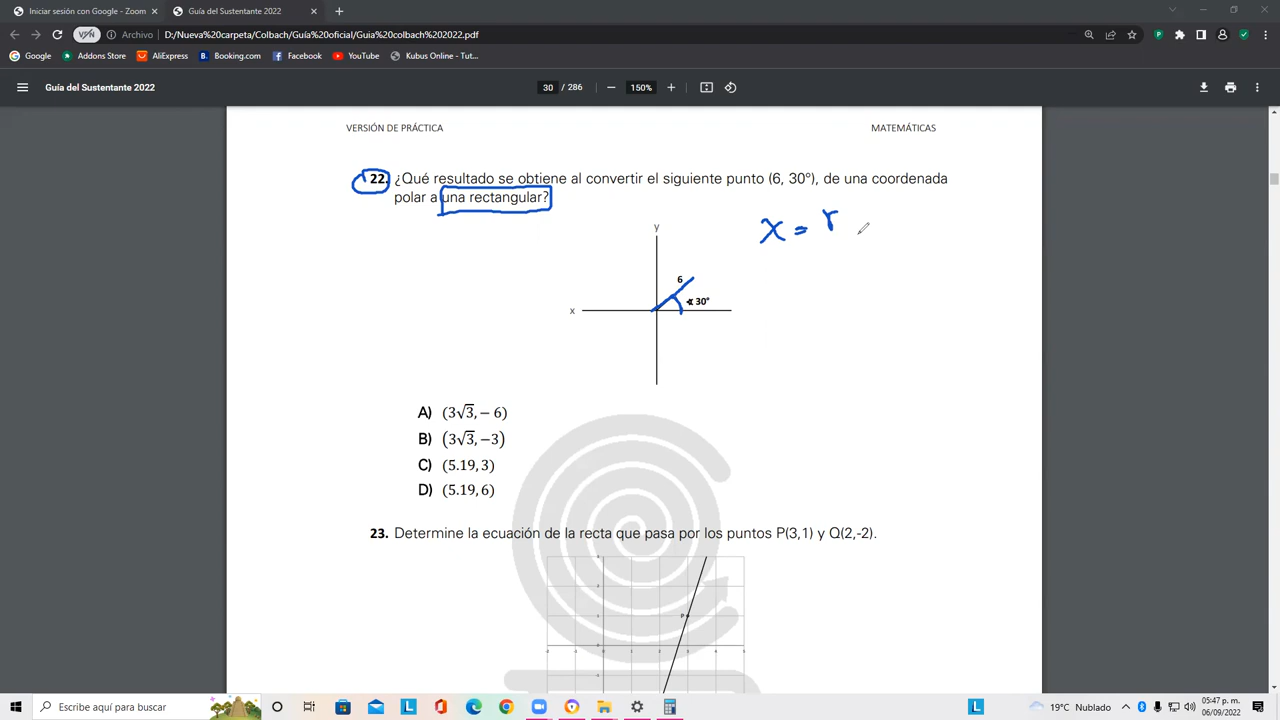 Iniciar sesión con Google - Zoom
Guía del Sustentante 2022
Archivo
D:/Nueva%20carpeta/Colbach/Guía%20oficial/Guia%20colbach%202022.pdf
Google
Addons Store
AliExpress
Booking.com
Facebook
YouTube
Kubus Online - Tut...
Guía del Sustentante 2022
30 / 286
150%
VERSIÓN DE PRÁCTICA
MATEMÁTICAS
22. ¿Qué resultado se obtiene al convertir el siguiente punto (6, 30°), de una coordenada
polar a una rectangular?
x = r
y
6
30°
x
A) (3√3, − 6)
B) (3√3, −3)
C) (5.19, 3)
D) (5.19, 6)
23. Determine la ecuación de la recta que pasa por los puntos P(3,1) y Q(2,-2).
P
Escribe aquí para buscar
19°C Nublado
05:47 p. m.
06/09/2022